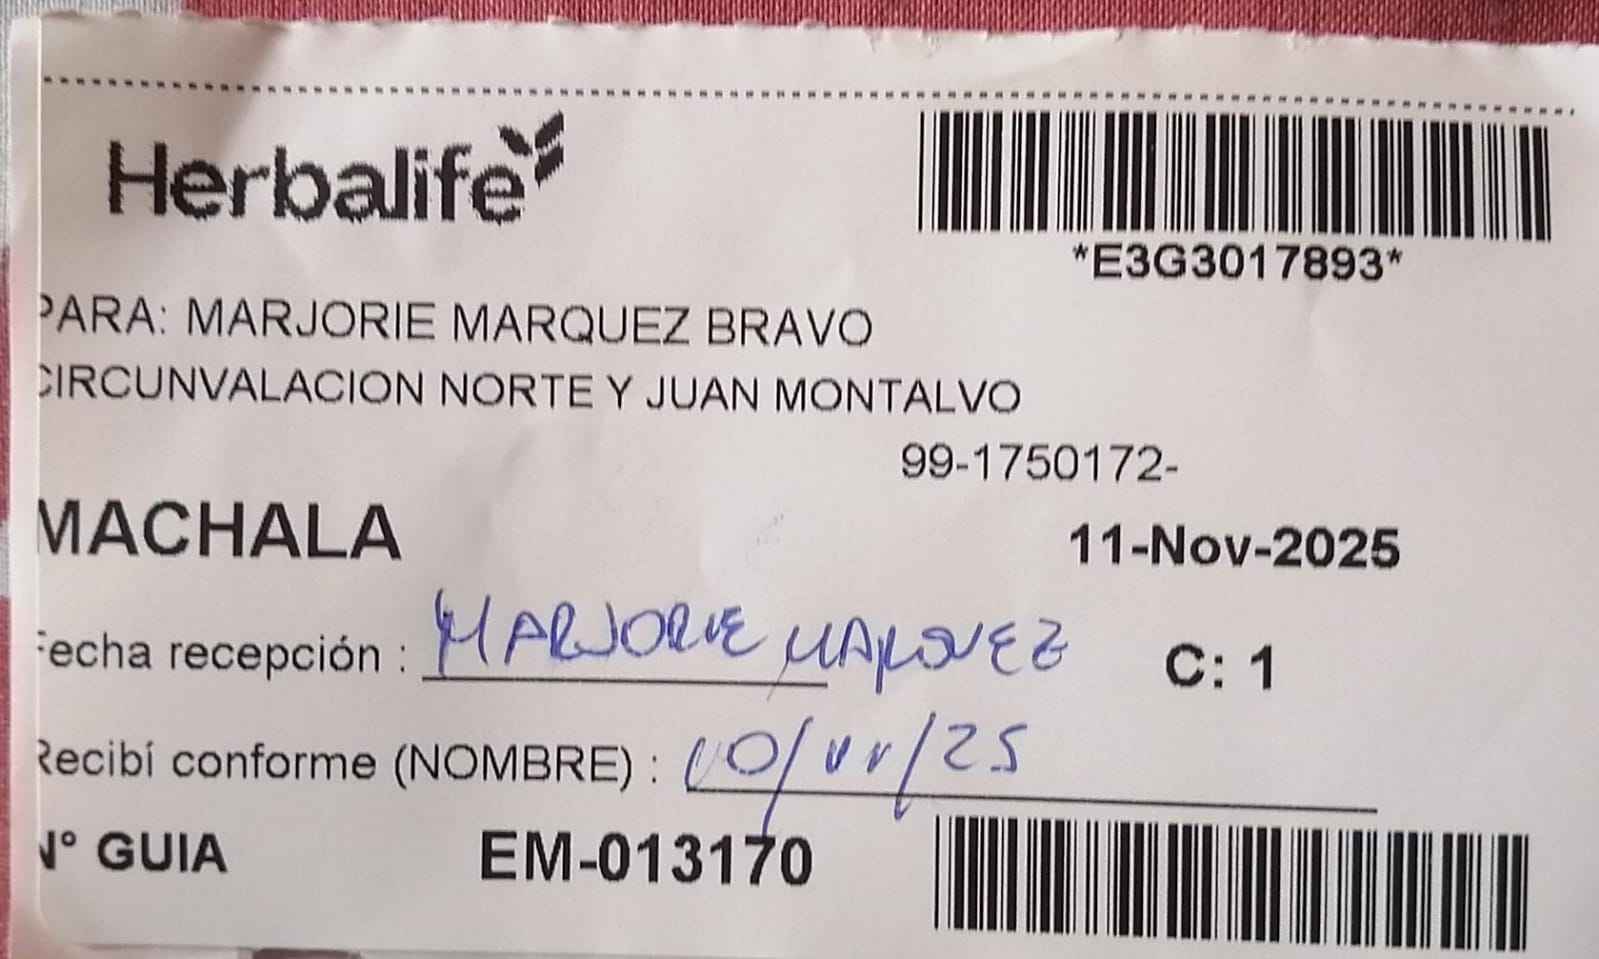 Herbalife
*E3G3017893*
PARA: MARJORIE MARQUEZ BRAVO
CIRCUNVALACION NORTE Y JUAN MONTALVO
99-1750172-
MACHALA
11-Nov-2025
Fecha recepción : MARJORIE MARQUEZ C: 1
Recibí conforme (NOMBRE) : 10/11/25
N° GUIA EM-013170